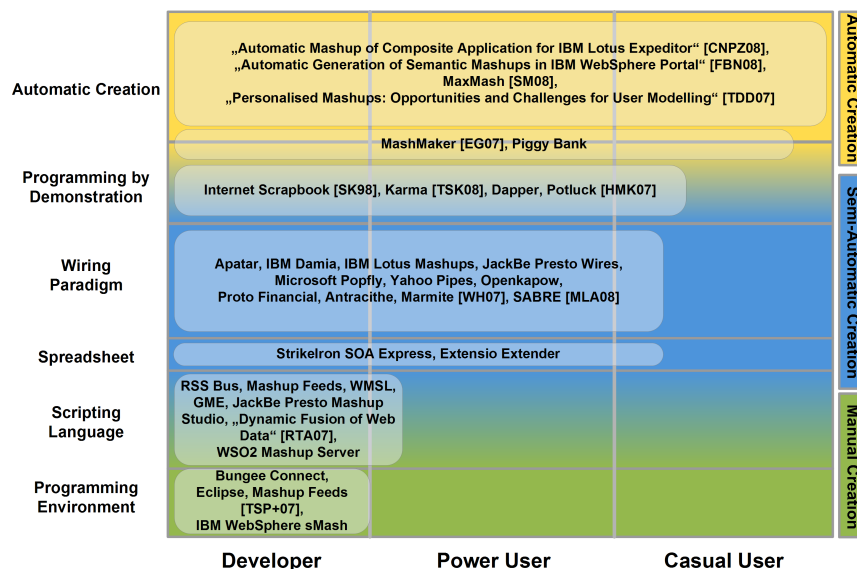 Automatic Creation
„Automatic Mashup of Composite Application for IBM Lotus Expeditor“ [CNPZ08],
„Automatic Generation of Semantic Mashups in IBM WebSphere Portal“ [FBN08],
MaxMash [SM08],
„Personalised Mashups: Opportunities and Challenges for User Modelling“ [TDD07]
MashMaker [EG07], Piggy Bank
Programming by
Demonstration
Internet Scrapbook [SK98], Karma [TSK08], Dapper, Potluck [HMK07]
Wiring
Paradigm
Apatar, IBM Damia, IBM Lotus Mashups, JackBe Presto Wires,
Microsoft Popfly, Yahoo Pipes, Openkapow,
Proto Financial, Antracithe, Marmite [WH07], SABRE [MLA08]
Spreadsheet
StrikeIron SOA Express, Extensio Extender
Scripting
Language
RSS Bus, Mashup Feeds, WMSL,
GME, JackBe Presto Mashup
Studio, „Dynamic Fusion of Web
Data“ [RTA07],
WSO2 Mashup Server
Programming
Environment
Bungee Connect,
Eclipse, Mashup Feeds
[TSP+07],
IBM WebSphere sMash
Developer
Power User
Casual User
Automatic Creation
Semi-Automatic Creation
Manual Creation